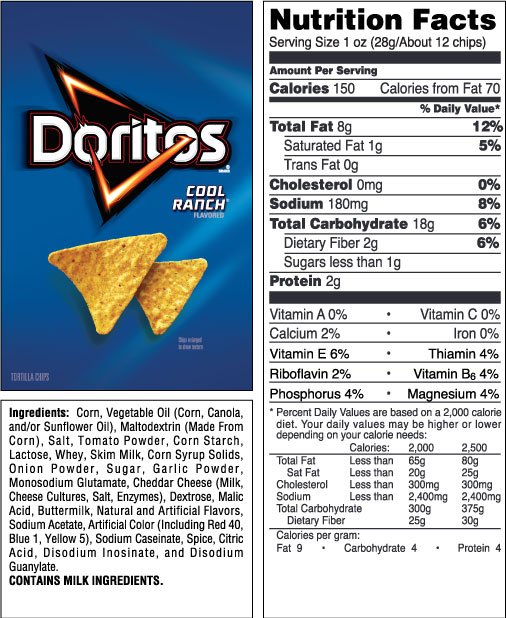 Doritos
BRAND
COOL
RANCH®
FLAVORED
Chips enlarged
to show texture
TORTILLA CHIPS
Ingredients: Corn, Vegetable Oil (Corn, Canola,
and/or Sunflower Oil), Maltodextrin (Made From
Corn), Salt, Tomato Powder, Corn Starch,
Lactose, Whey, Skim Milk, Corn Syrup Solids,
Onion Powder, Sugar, Garlic Powder,
Monosodium Glutamate, Cheddar Cheese (Milk,
Cheese Cultures, Salt, Enzymes), Dextrose, Malic
Acid, Buttermilk, Natural and Artificial Flavors,
Sodium Acetate, Artificial Color (Including Red 40,
Blue 1, Yellow 5), Sodium Caseinate, Spice, Citric
Acid, Disodium Inosinate, and Disodium
Guanylate.
CONTAINS MILK INGREDIENTS.
Nutrition Facts
Serving Size 1 oz (28g/About 12 chips)
Amount Per Serving
Calories 150 Calories from Fat 70
% Daily Value*
Total Fat 8g 12%
Saturated Fat 1g 5%
Trans Fat 0g
Cholesterol 0mg 0%
Sodium 180mg 8%
Total Carbohydrate 18g 6%
Dietary Fiber 2g 6%
Sugars less than 1g
Protein 2g
Vitamin A 0% • Vitamin C 0%
Calcium 2% • Iron 0%
Vitamin E 6% • Thiamin 4%
Riboflavin 2% • Vitamin B6 4%
Phosphorus 4% • Magnesium 4%
* Percent Daily Values are based on a 2,000 calorie
diet. Your daily values may be higher or lower
depending on your calorie needs:
Calories: 2,000 2,500
Total Fat Less than 65g 80g
Sat Fat Less than 20g 25g
Cholesterol Less than 300mg 300mg
Sodium Less than 2,400mg 2,400mg
Total Carbohydrate 300g 375g
Dietary Fiber 25g 30g
Calories per gram:
Fat 9 • Carbohydrate 4 • Protein 4